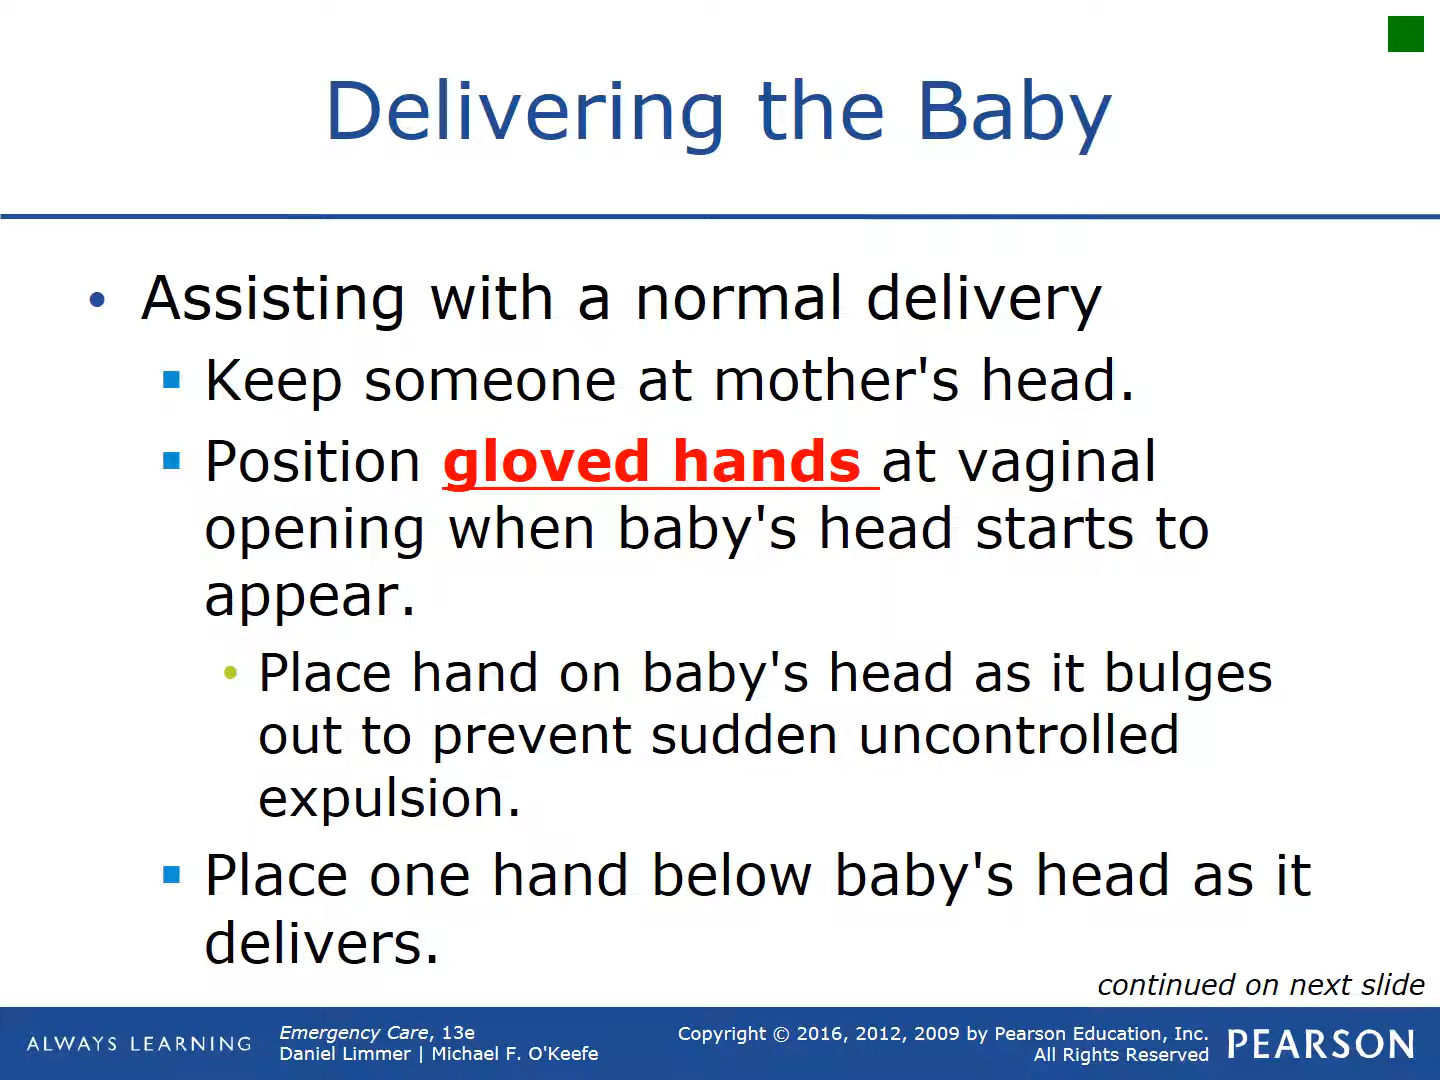 Delivering the Baby
• Assisting with a normal delivery
▪ Keep someone at mother's head.
▪ Position gloved hands at vaginal
opening when baby's head starts to
appear.
• Place hand on baby's head as it bulges
out to prevent sudden uncontrolled
expulsion.
▪ Place one hand below baby's head as it
delivers.
continued on next slide
ALWAYS LEARNING
Emergency Care, 13e
Daniel Limmer | Michael F. O'Keefe
Copyright © 2016, 2012, 2009 by Pearson Education, Inc.
All Rights Reserved
PEARSON